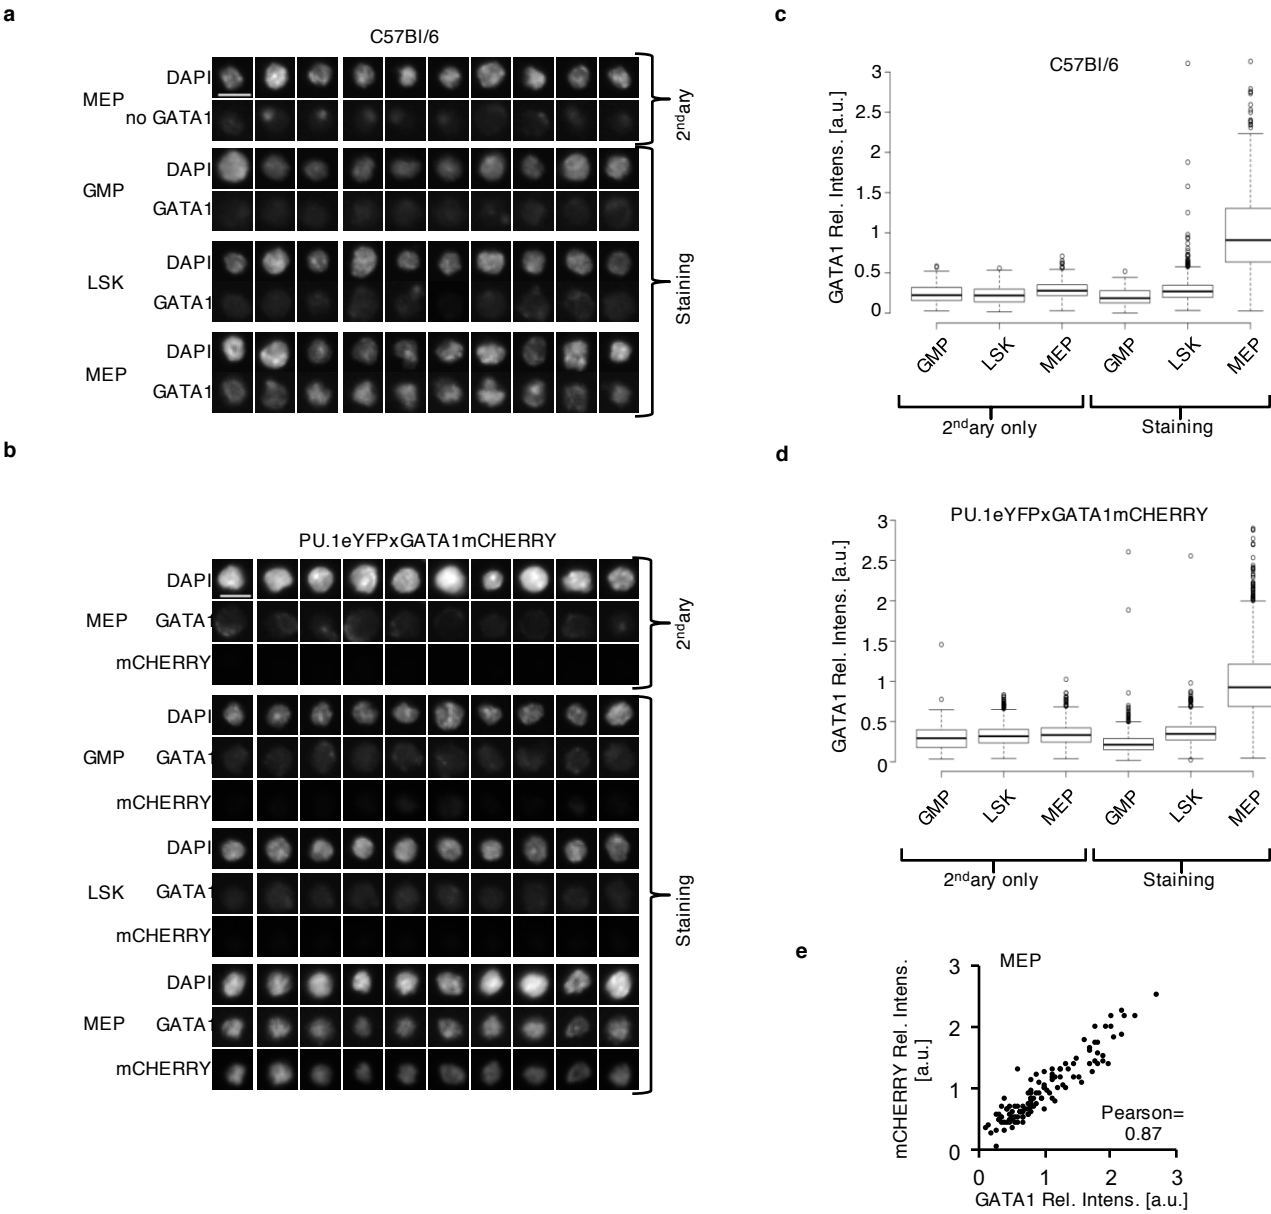 a
C57Bl/6
MEP
DAPI
no GATA1
2ndary
GMP
DAPI
GATA1
LSK
DAPI
GATA1
MEP
DAPI
GATA1
Staining
b
PU.1eYFPxGATA1mCHERRY
DAPI
MEP GATA1
mCHERRY
2ndary
DAPI
GMP GATA1
mCHERRY
DAPI
LSK GATA1
mCHERRY
DAPI
MEP GATA1
mCHERRY
Staining
c
C57Bl/6
GATA1 Rel. Intens. [a.u.]
3
2.5
2
1.5
1
0.5
0
GMP LSK MEP GMP LSK MEP
2ndary only Staining
d
PU.1eYFPxGATA1mCHERRY
GATA1 Rel. Intens. [a.u.]
3
2.5
2
1.5
1
0.5
0
GMP LSK MEP GMP LSK MEP
2ndary only Staining
e
MEP
mCHERRY Rel. Intens.
[a.u.]
3
2
1
0
Pearson=
0.87
0 1 2 3
GATA1 Rel. Intens. [a.u.]